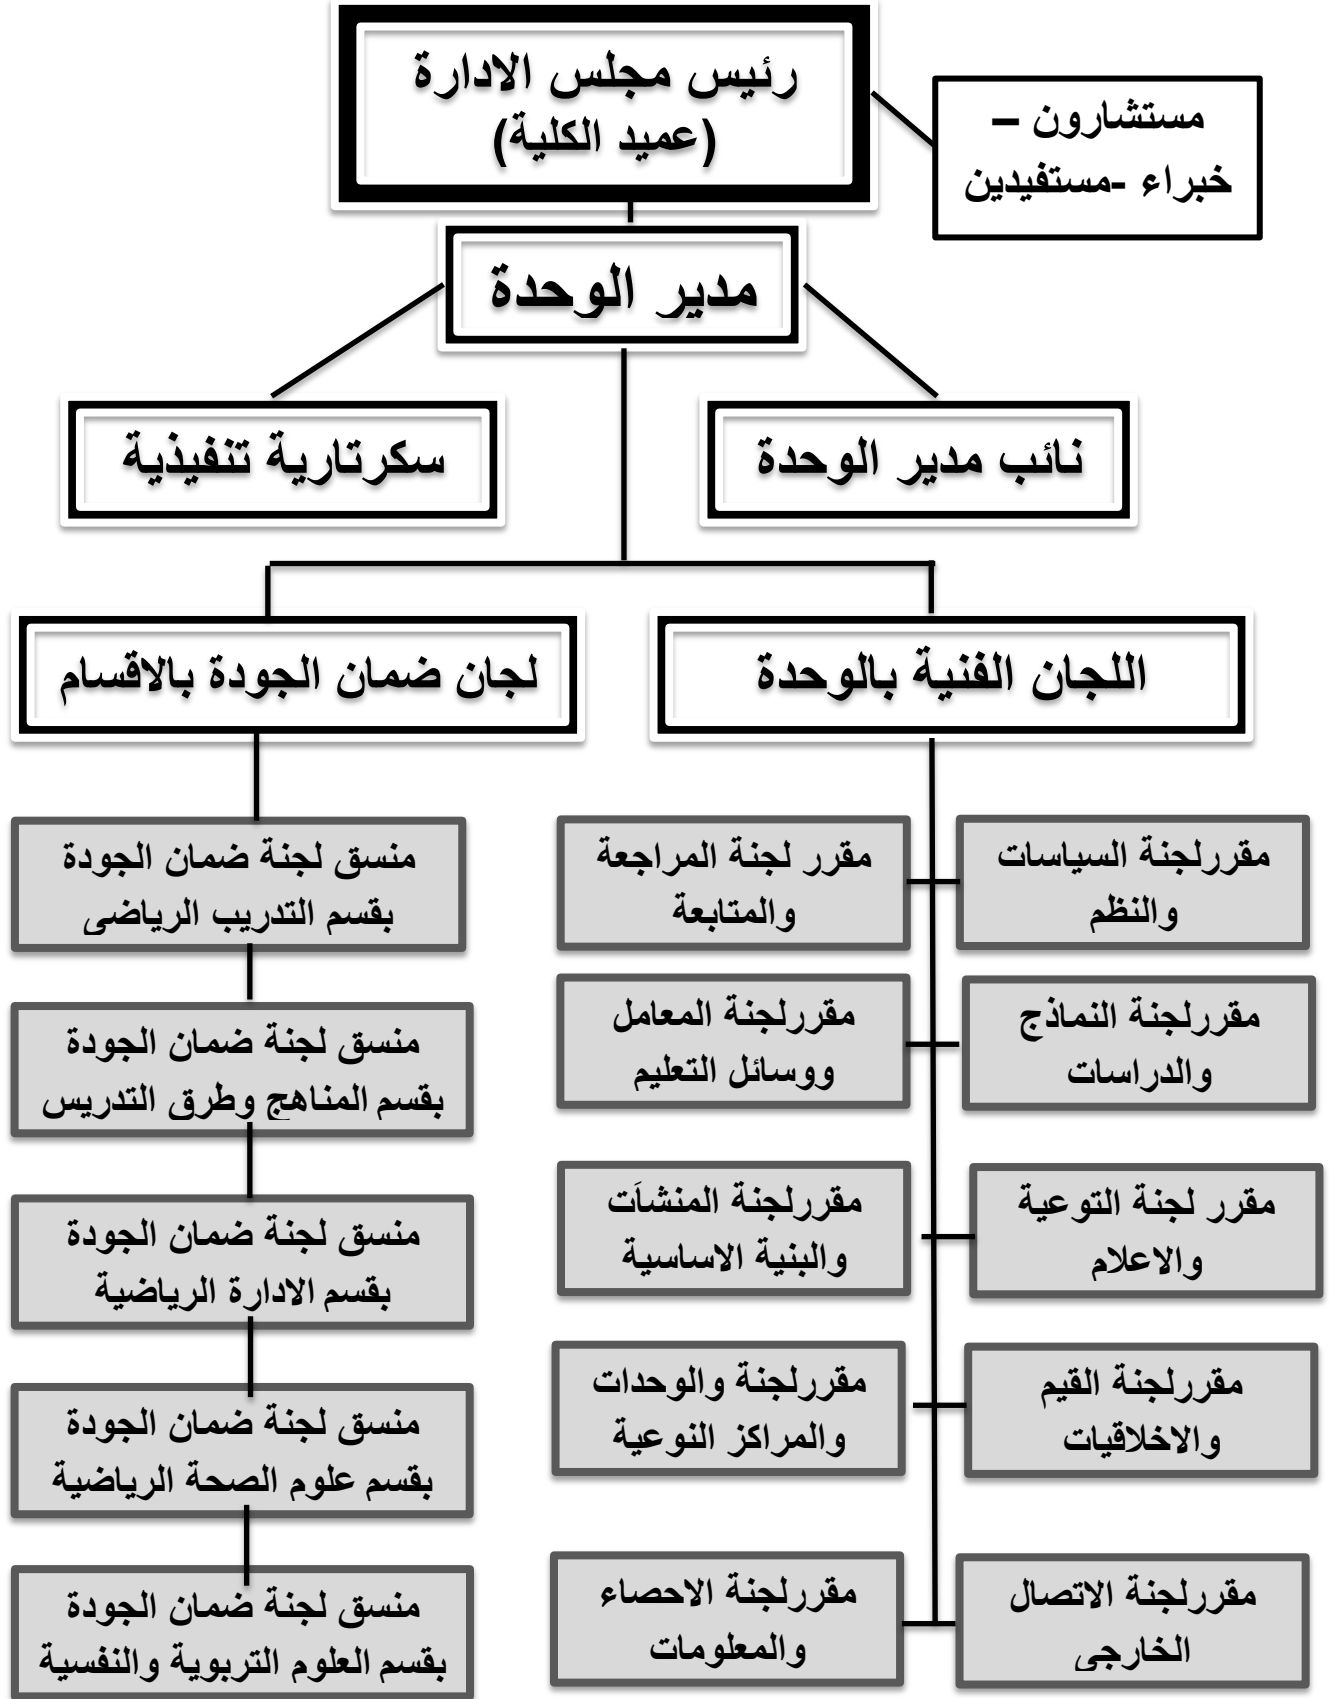 رئيس مجلس الادارة
(عميد الكلية)
مستشارون –
خبراء -مستفيدين
مدير الوحدة
نائب مدير الوحدة
سكرتارية تنفيذية
اللجان الفنية بالوحدة
لجان ضمان الجودة بالاقسام
مقررلجنة السياسات
والنظم
مقرر لجنة المراجعة
والمتابعة
مقررلجنة النماذج
والدراسات
مقررلجنة المعامل
ووسائل التعليم
مقرر لجنة التوعية
والاعلام
مقررلجنة المنشآت
والبنية الاساسية
مقررلجنة القيم
والاخلاقيات
مقررلجنة والوحدات
والمراكز النوعية
مقررلجنة الاتصال
الخارجى
مقررلجنة الاحصاء
والمعلومات
منسق لجنة ضمان الجودة
بقسم التدريب الرياضى
منسق لجنة ضمان الجودة
بقسم المناهج وطرق التدريس
منسق لجنة ضمان الجودة
بقسم الادارة الرياضية
منسق لجنة ضمان الجودة
بقسم علوم الصحة الرياضية
منسق لجنة ضمان الجودة
بقسم العلوم التربوية والنفسية